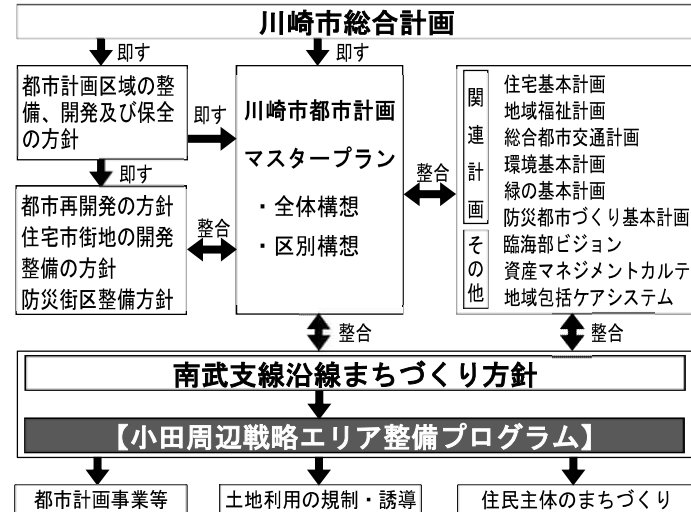 川崎市総合計画
即す
即す
都市計画区域の整
備、開発及び保全
の方針
即す
即す
都市再開発の方針
住宅市街地の開発
整備の方針
防災街区整備方針
整合
川崎市都市計画
マスタープラン
・全体構想
・区別構想
整合
関連計画
住宅基本計画
地域福祉計画
総合都市交通計画
環境基本計画
緑の基本計画
防災都市づくり基本計画
その他
臨海部ビジョン
資産マネジメントカルテ
地域包括ケアシステム
整合
整合
南武支線沿線まちづくり方針
【小田周辺戦略エリア整備プログラム】
都市計画事業等
土地利用の規制・誘導
住民主体のまちづくり